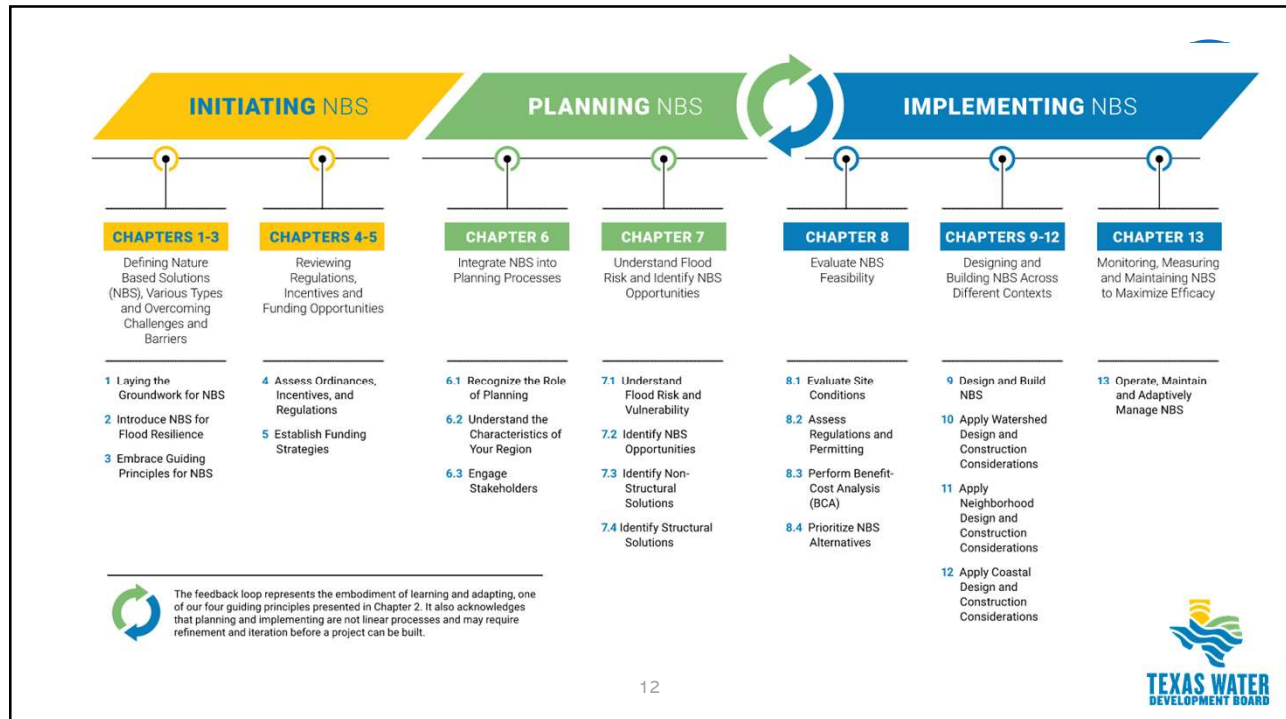 INITIATING NBS
PLANNING NBS
IMPLEMENTING NBS
CHAPTERS 1-3
Defining Nature
Based Solutions
(NBS), Various Types
and Overcoming
Challenges and
Barriers
1 Laying the
Groundwork for NBS
2 Introduce NBS for
Flood Resilience
3 Embrace Guiding
Principles for NBS
CHAPTERS 4-5
Reviewing
Regulations,
Incentives and
Funding Opportunities
4 Assess Ordinances,
Incentives, and
Regulations
5 Establish Funding
Strategies
CHAPTER 6
Integrate NBS into
Planning Processes
6.1 Recognize the Role
of Planning
6.2 Understand the
Characteristics of
Your Region
6.3 Engage
Stakeholders
CHAPTER 7
Understand Flood
Risk and Identify NBS
Opportunities
7.1 Understand
Flood Risk and
Vulnerability
7.2 Identify NBS
Opportunities
7.3 Identify Non-
Structural
Solutions
7.4 Identify Structural
Solutions
CHAPTER 8
Evaluate NBS
Feasibility
8.1 Evaluate Site
Conditions
8.2 Assess
Regulations and
Permitting
8.3 Perform Benefit-
Cost Analysis
(BCA)
8.4 Prioritize NBS
Alternatives
CHAPTERS 9-12
Designing and
Building NBS Across
Different Contexts
9 Design and Build
NBS
10 Apply Watershed
Design and
Construction
Considerations
11 Apply
Neighborhood
Design and
Construction
Considerations
12 Apply Coastal
Design and
Construction
Considerations
CHAPTER 13
Monitoring, Measuring
and Maintaining NBS
to Maximize Efficacy
13 Operate, Maintain
and Adaptively
Manage NBS
The feedback loop represents the embodiment of learning and adapting, one
of our four guiding principles presented in Chapter 2. It also acknowledges
that planning and implementing are not linear processes and may require
refinement and iteration before a project can be built.
12
TEXAS WATER
DEVELOPMENT BOARD